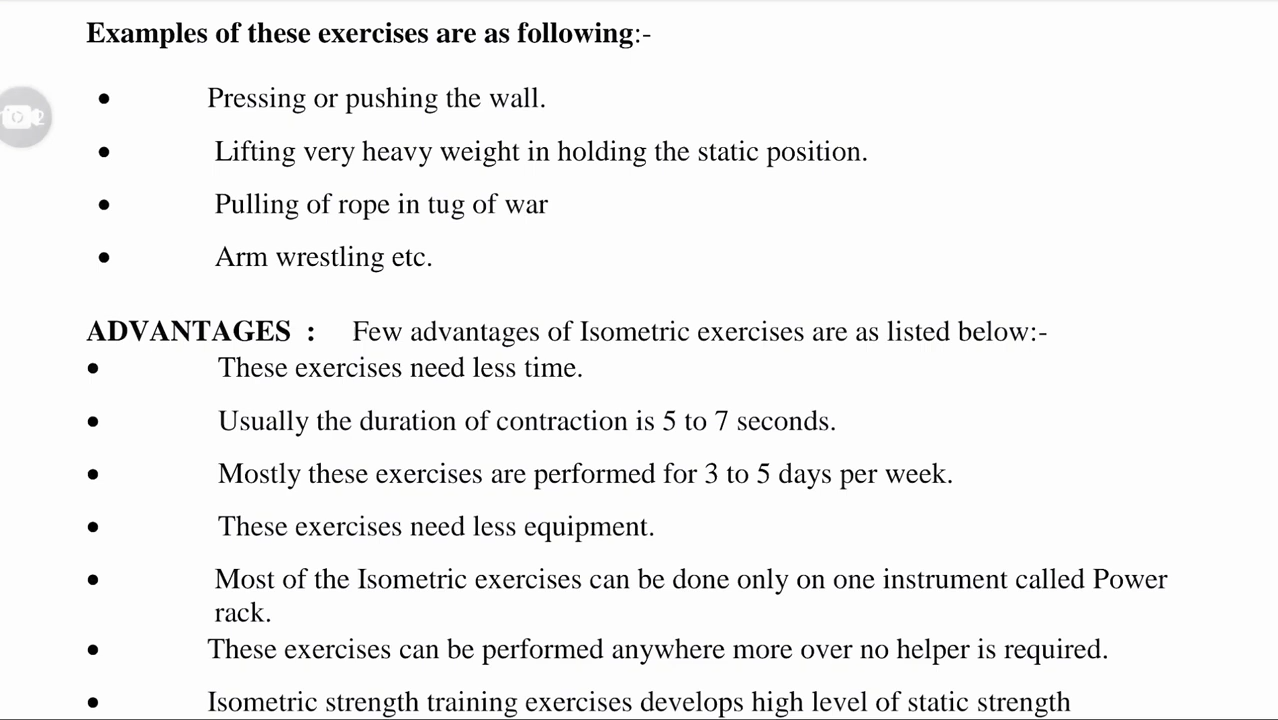 Examples of these exercises are as following:-
• Pressing or pushing the wall.
• Lifting very heavy weight in holding the static position.
• Pulling of rope in tug of war
• Arm wrestling etc.
ADVANTAGES : Few advantages of Isometric exercises are as listed below:-
• These exercises need less time.
• Usually the duration of contraction is 5 to 7 seconds.
• Mostly these exercises are performed for 3 to 5 days per week.
• These exercises need less equipment.
• Most of the Isometric exercises can be done only on one instrument called Power
rack.
• These exercises can be performed anywhere more over no helper is required.
• Isometric strength training exercises develops high level of static strength